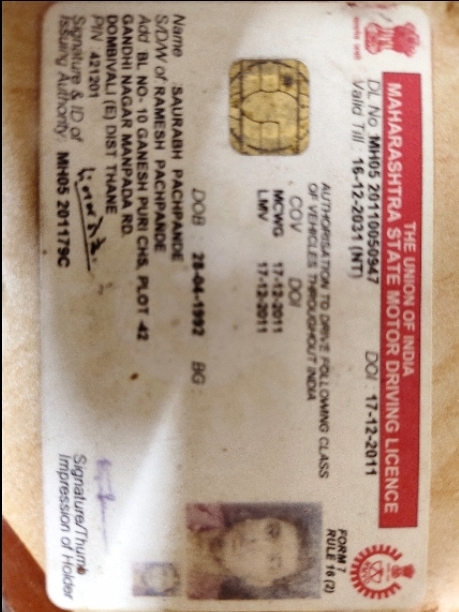 THE UNION OF INDIA
MAHARASHTRA STATE MOTOR DRIVING LICENCE
DL No MH05 20110050947 DOI : 17-12-2011
Valid Till : 16-12-2031 (NT)
FORM 7
RULE 16 (2)
AUTHORISATION TO DRIVE FOLLOWING CLASS
OF VEHICLES THROUGHOUT INDIA
COV DOI
MCWG 17-12-2011
LMV 17-12-2011
DOB : 28-04-1992 BG :
Name SAURABH PACHPANDE
S/D/W of RAMESH PACHPANDE
Add BL NO- 10 GANESH PURI CHS, PLOT -42
GANDHI NAGAR MANPADA RD.
DOMBIVALI (E) DIST THANE
PIN 421201
Signature & ID of
Issuing Authority MH05 201179C
Signature/Thumb
Impression of Holder